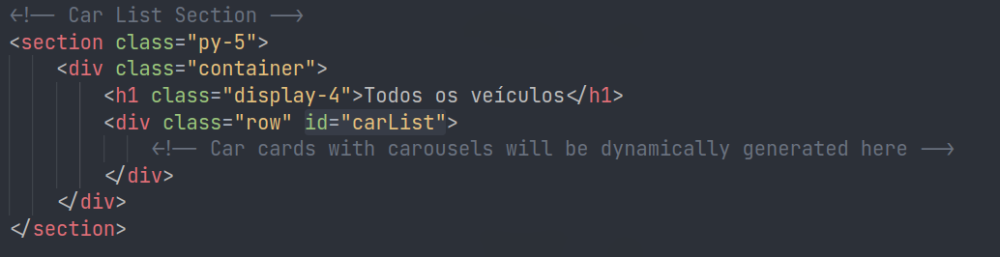 <!-- Car List Section -->
<section class="py-5">
<div class="container">
<h1 class="display-4">Todos os veículos</h1>
<div class="row" id="carList">
<!-- Car cards with carousels will be dynamically generated here -->
</div>
</div>
</section>